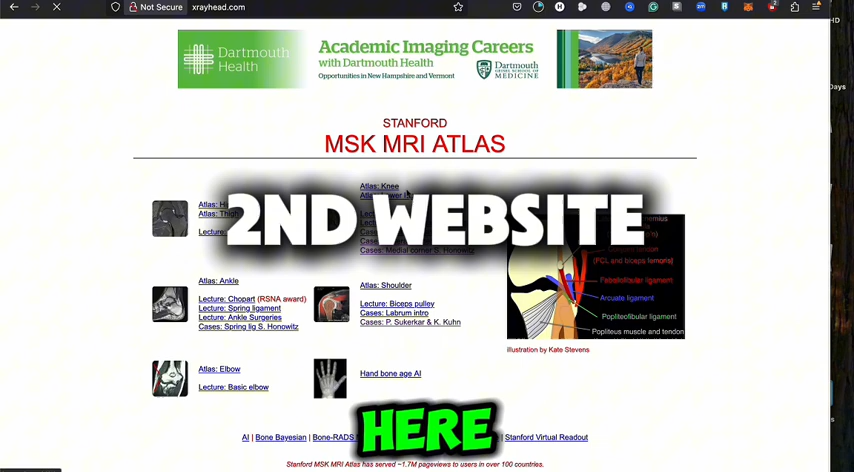 Not Secure xrayhead.com
Dartmouth Health
Academic Imaging Careers
with Dartmouth Health
Opportunities in New Hampshire and Vermont
Dartmouth
SCHOOL OF
MEDICINE
HD
Days
STANFORD
MSK MRI ATLAS
Atlas: Knee
2ND WEBSITE
Cases: Medial corner S. Honowitz
(PCL and biceps femoris)
Fabellofibular ligament
Arcuate ligament
Popliteofibular ligament
Popliteus muscle and tendon
Illustration by Kate Stevens
Atlas: Ankle
Lecture: Chopart (RSNA award)
Lecture: Spring ligament
Lecture: Ankle Surgeries
Cases: Spring lig S. Honowitz
Atlas: Shoulder
Lecture: Biceps pulley
Cases: Labrum intro
Cases: P. Sukerkar & K. Kuhn
Atlas: Elbow
Lecture: Basic elbow
Hand bone age AI
HERE
AI | Bone Bayesian | Bone-RADS
Stanford Virtual Readout
Stanford MSK MRI Atlas has served ~1.7M pageviews to users in over 100 countries.